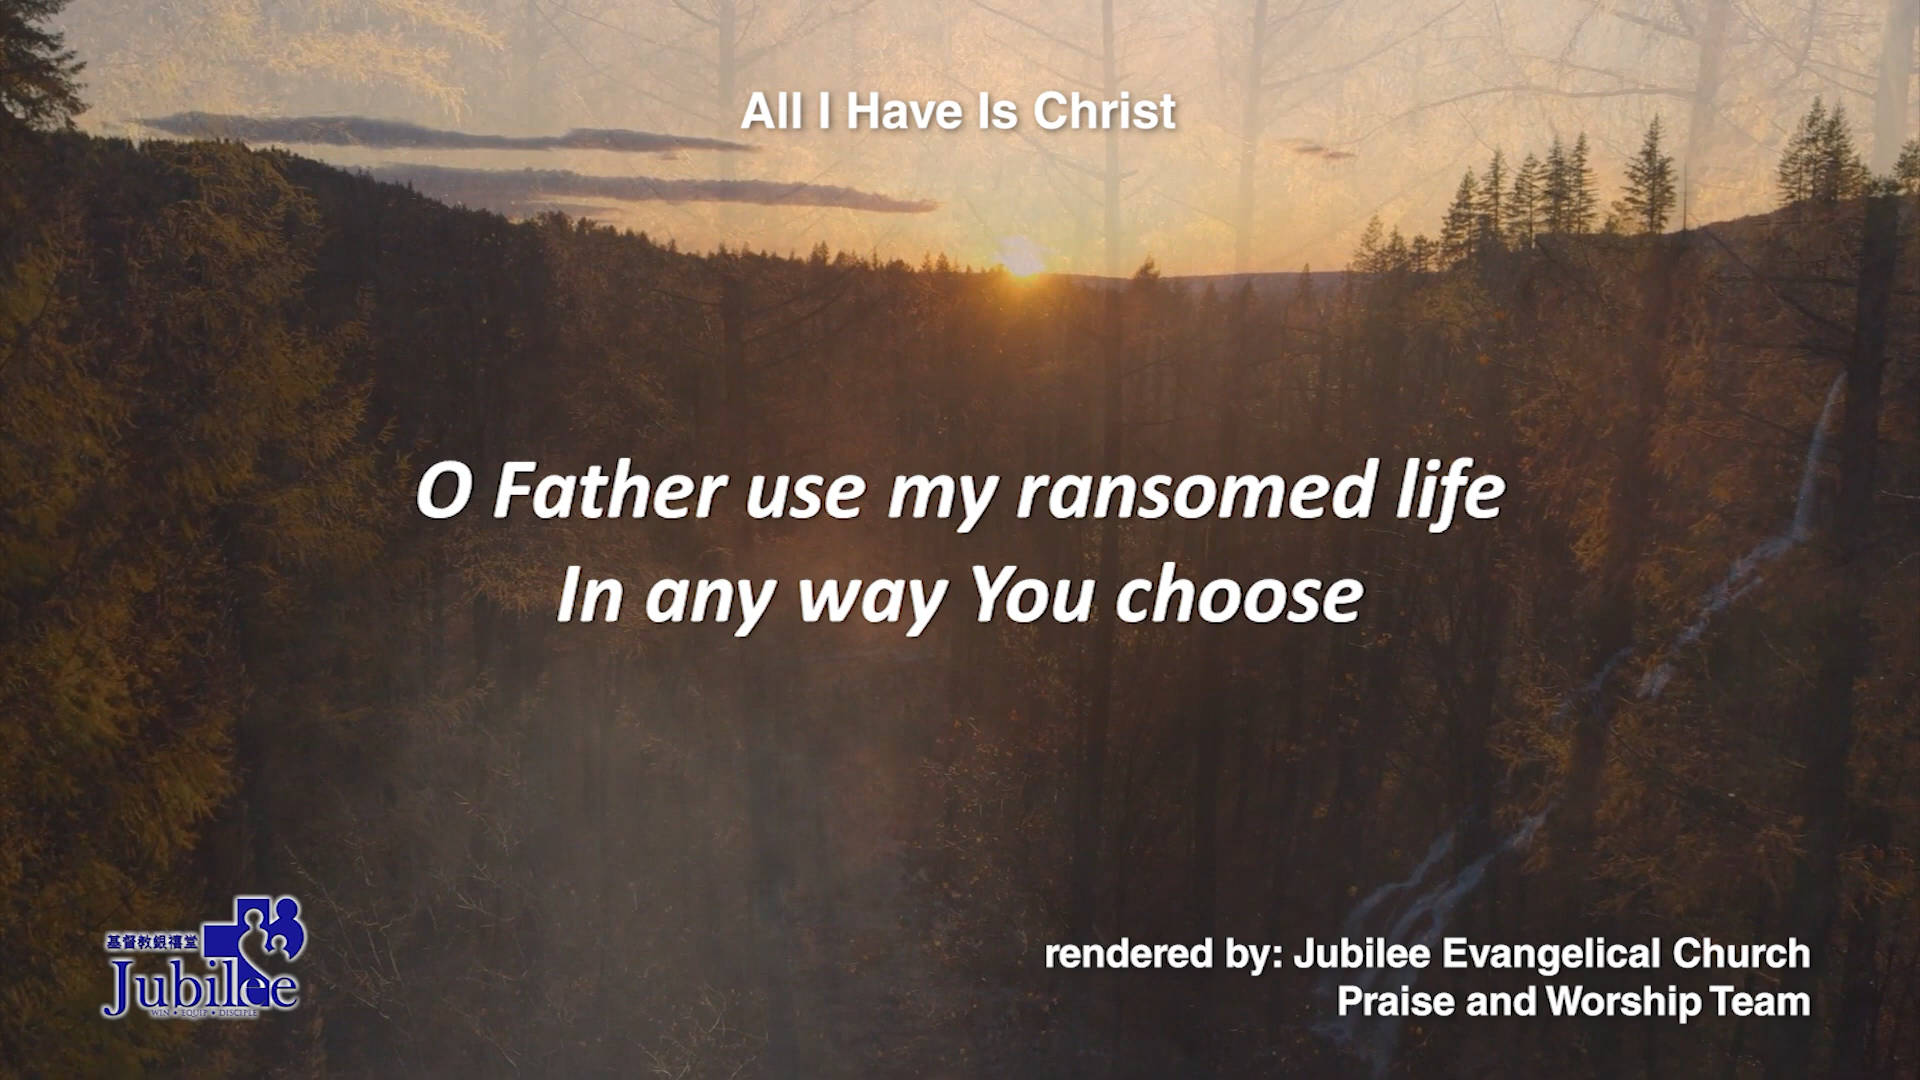 All I Have Is Christ
O Father use my ransomed life
In any way You choose
基督教銀禧堂
Jubilee
WIN • EQUIP • DISCIPLE
rendered by: Jubilee Evangelical Church
Praise and Worship Team